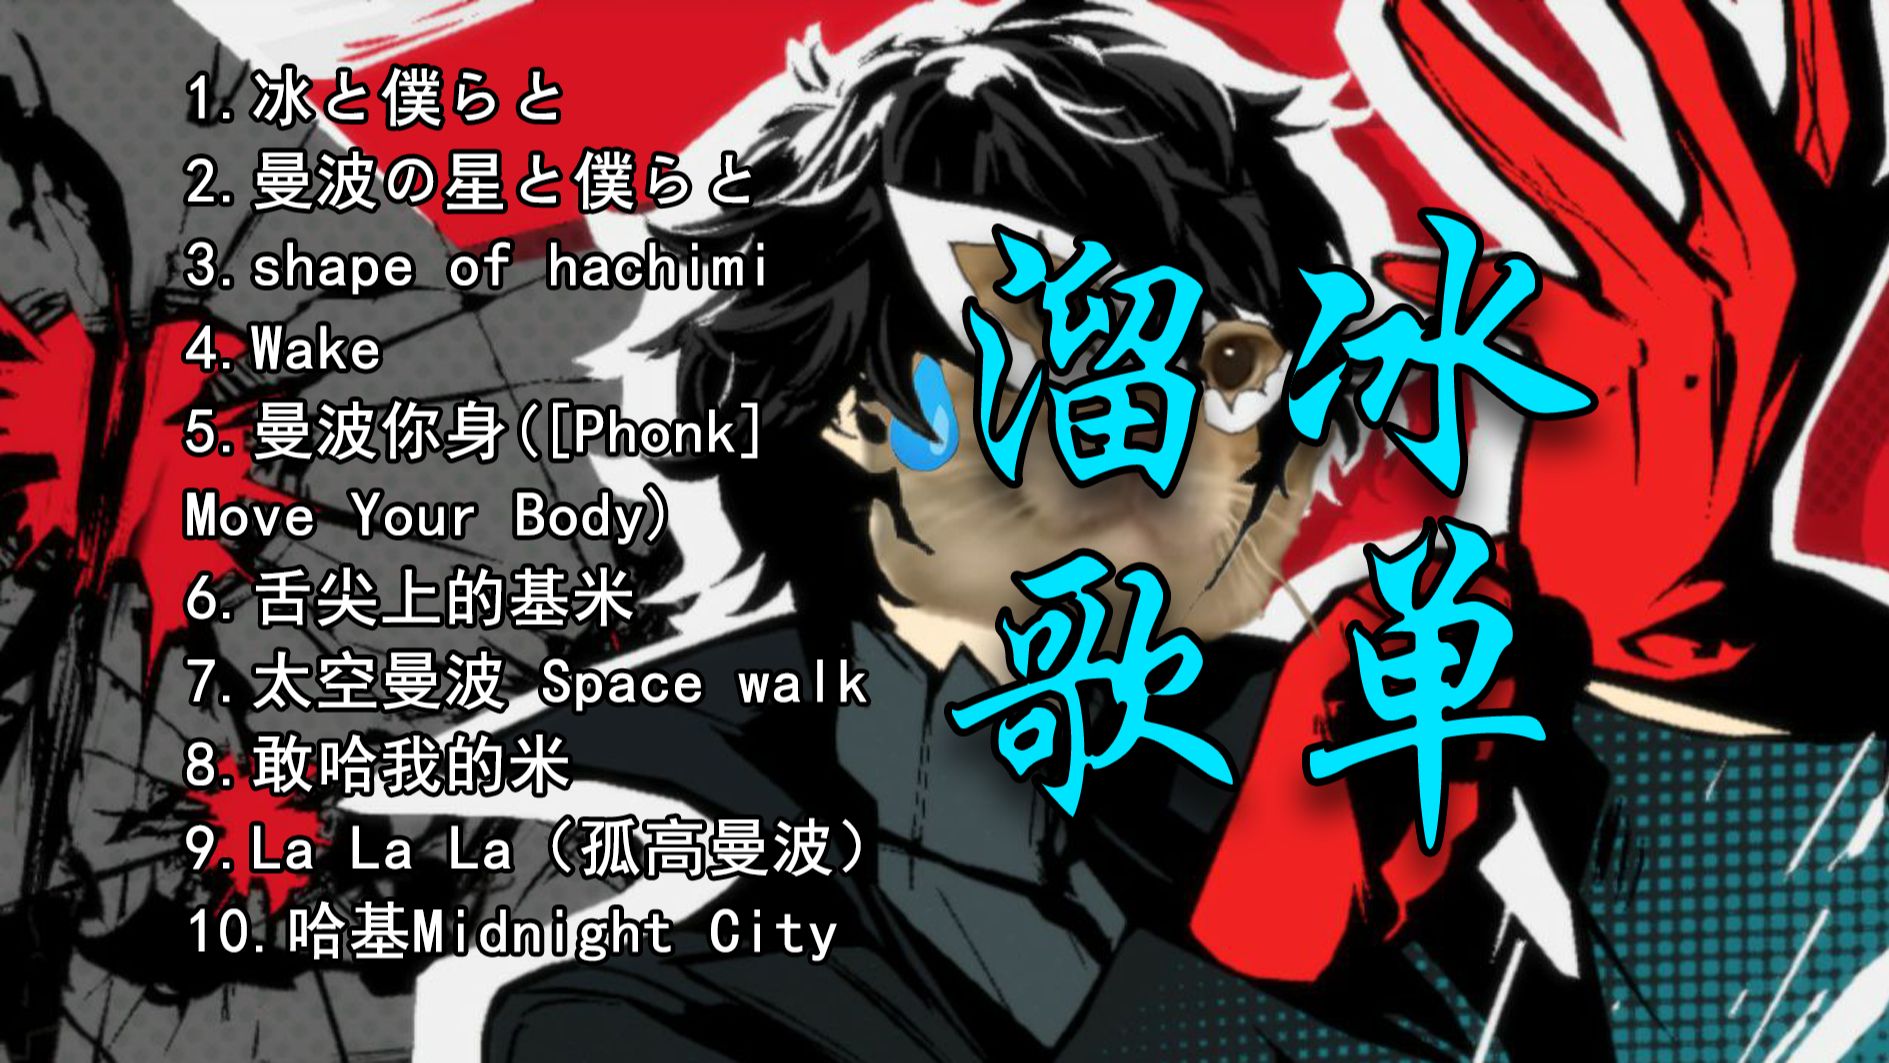 1.冰と僕らと
2.曼波の星と僕らと
3.shape of hachimi
4.Wake
5.曼波你身([Phonk]
Move Your Body)
6.舌尖上的基米
7.太空曼波 Space walk
8.敢哈我的米
9.La La La（孤高曼波）
10.哈基Midnight City
溜冰
歌单